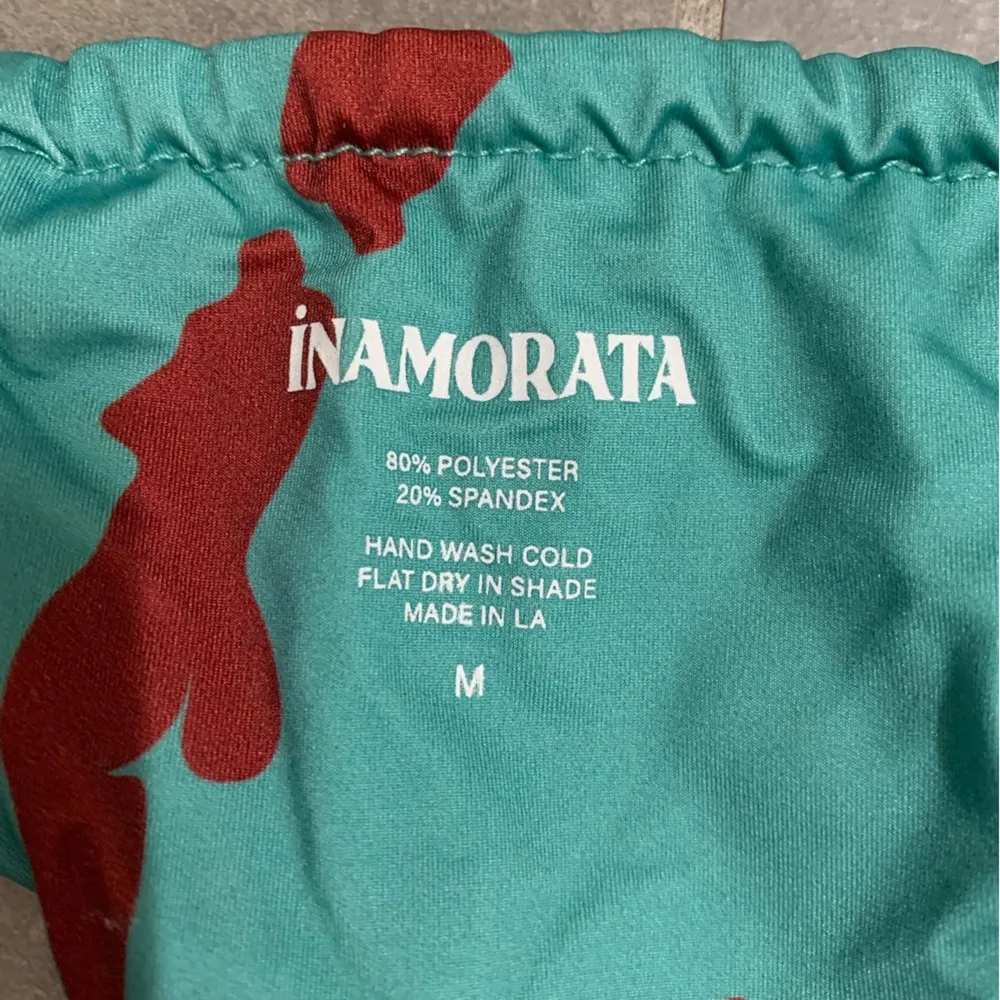 iNAMORATA
80% POLYESTER
20% SPANDEX
HAND WASH COLD
FLAT DRY IN SHADE
MADE IN LA
M